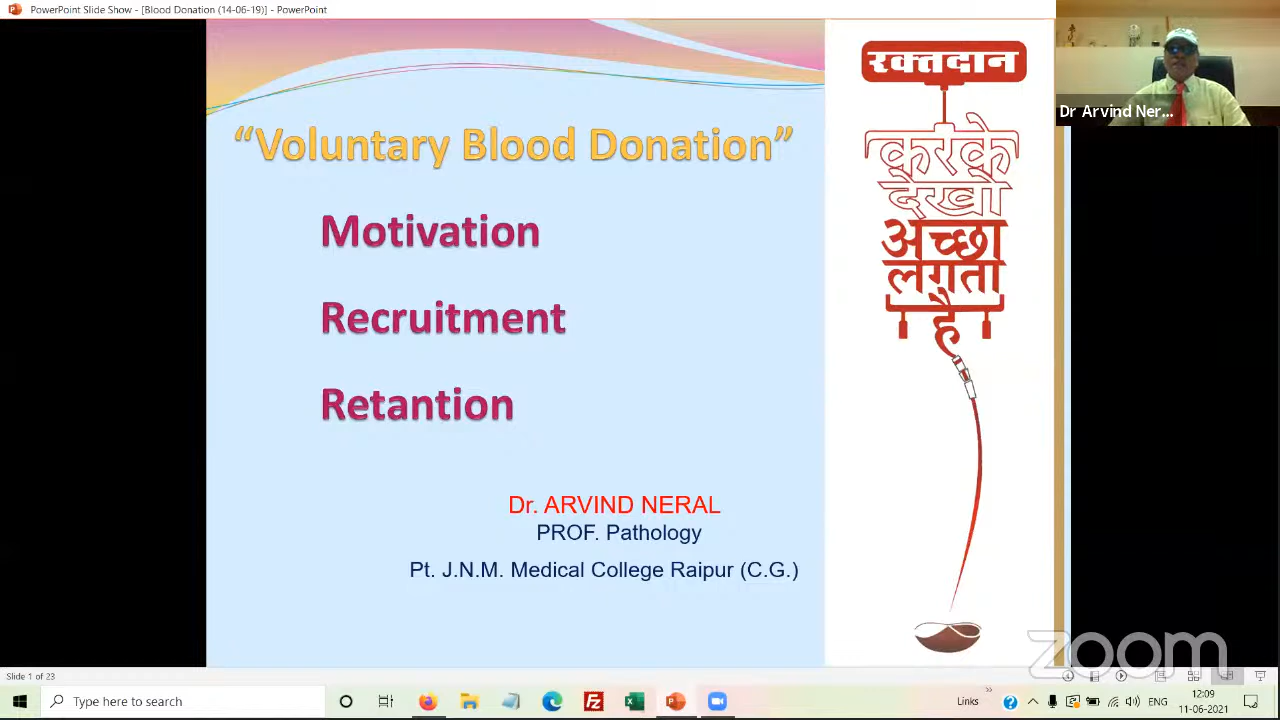 PowerPoint Slide Show - [Blood Donation (14-06-19)] - PowerPoint
“Voluntary Blood Donation”
Motivation
Recruitment
Retantion
Dr. ARVIND NERAL
PROF. Pathology
Pt. J.N.M. Medical College Raipur (C.G.)
रक्तदान
करके
देखो
अच्छा
लगता
है
Dr Arvind Ner...
zoom
Slide 1 of 23
Type here to search
Links
ENG
12:09
11-06-2021